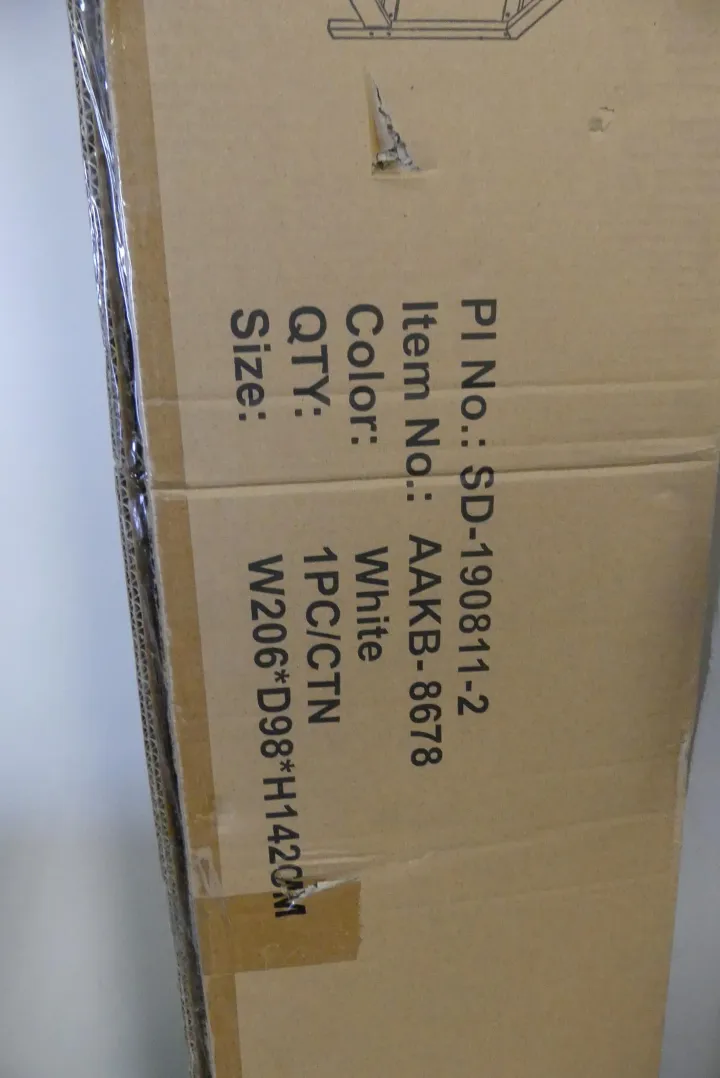 PI No.: SD-190811-2
Item No.: AAKB-8678
Color: White
QTY: 1PC/CTN
Size: W206*D98*H142CM